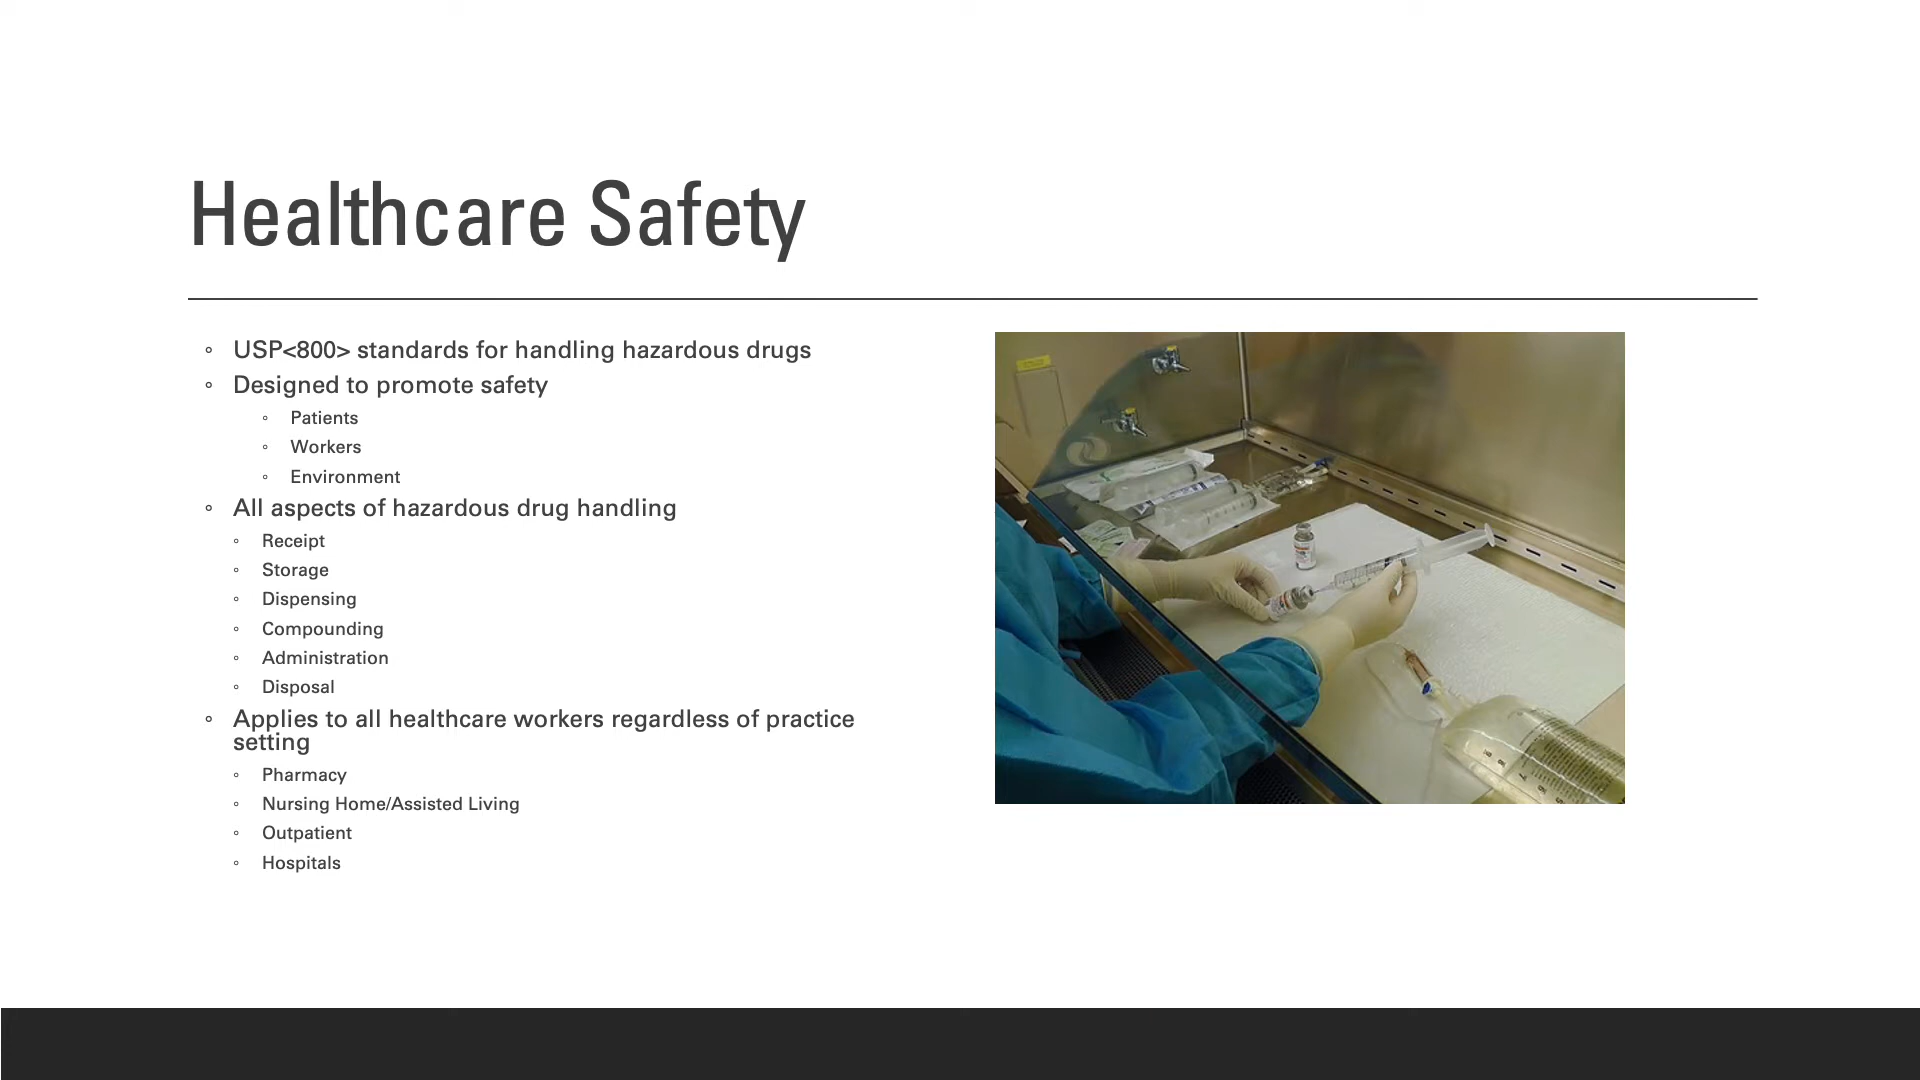 Healthcare Safety
◦ USP<800> standards for handling hazardous drugs
◦ Designed to promote safety
◦ Patients
◦ Workers
◦ Environment
◦ All aspects of hazardous drug handling
◦ Receipt
◦ Storage
◦ Dispensing
◦ Compounding
◦ Administration
◦ Disposal
◦ Applies to all healthcare workers regardless of practice
setting
◦ Pharmacy
◦ Nursing Home/Assisted Living
◦ Outpatient
◦ Hospitals